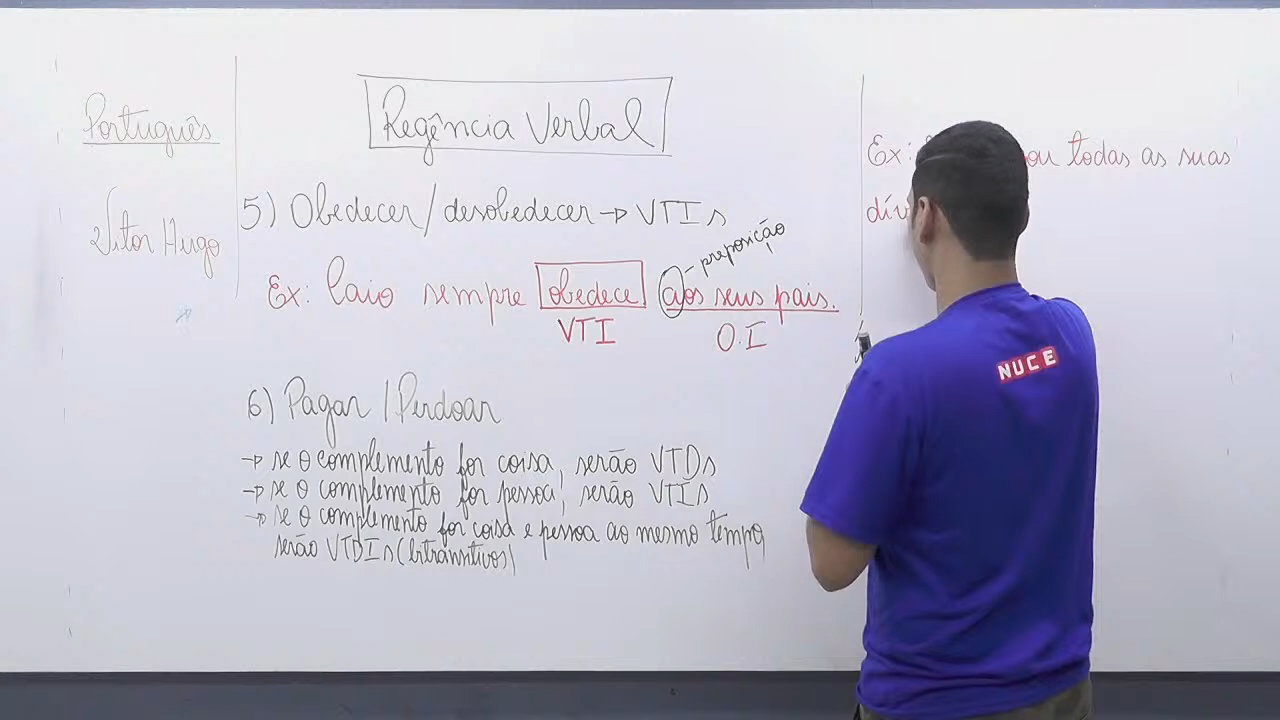 Português
Vitor Hugo
Regência Verbal
5) Obedecer/desobedecer → VTIs
Ex: Caio sempre obedece aos seus pais.
preposição
VTI
O.I
6) Pagar / Perdoar
→ se o complemento for coisa, serão VTDs
→ se o complemento for pessoa, serão VTIs
→ se o complemento for coisa e pessoa ao mesmo tempo,
serão VTDIs (bitransitivos)
Ex: ou todas as suas
dív
NUCE